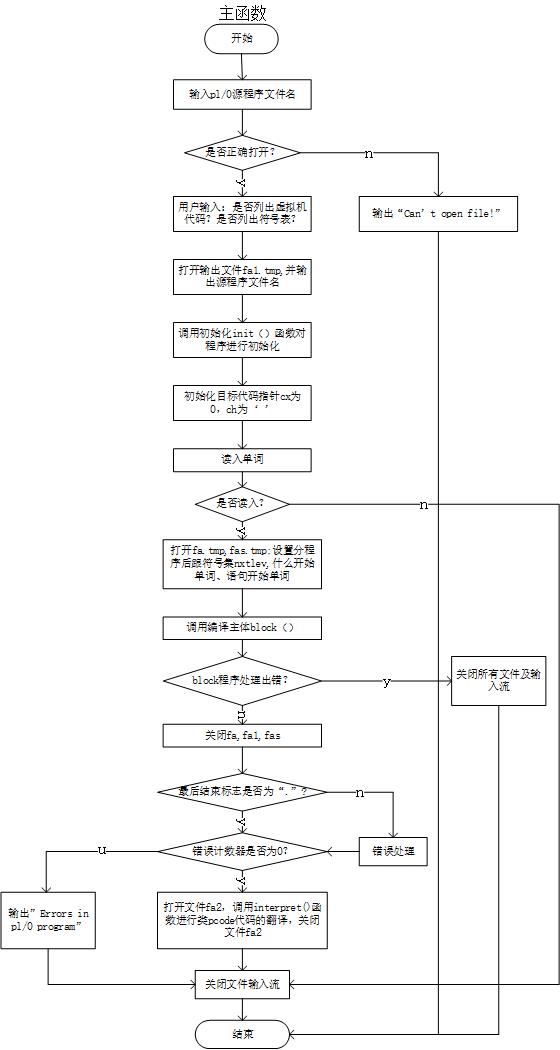 主函数
开始
输入pl/0源程序文件名
是否正确打开？
n
y
用户输入：是否列出虚拟机
代码？是否列出符号表？
输出“Can't open file!”
打开输出文件fa1.tmp,并输
出源程序文件名
调用初始化init（）函数对
程序进行初始化
初始化目标代码指针cx为
0，ch为‘ ’
读入单词
是否读入？
n
y
打开fa.tmp,fas.tmp;设置分程
序后跟符号集nxtlev,什么开始
单词、语句开始单词
调用编译主体block（）
block程序处理出错？
y
关闭所有文件及输
入流
n
关闭fa,fa1,fas
最后结束标志是否为“.”？
n
y
错误处理
错误计数器是否为0？
n
y
输出”Errors in
pl/0 program”
打开文件fa2，调用interpret()函
数进行类pcode代码的翻译，关闭
文件fa2
关闭文件输入流
结束